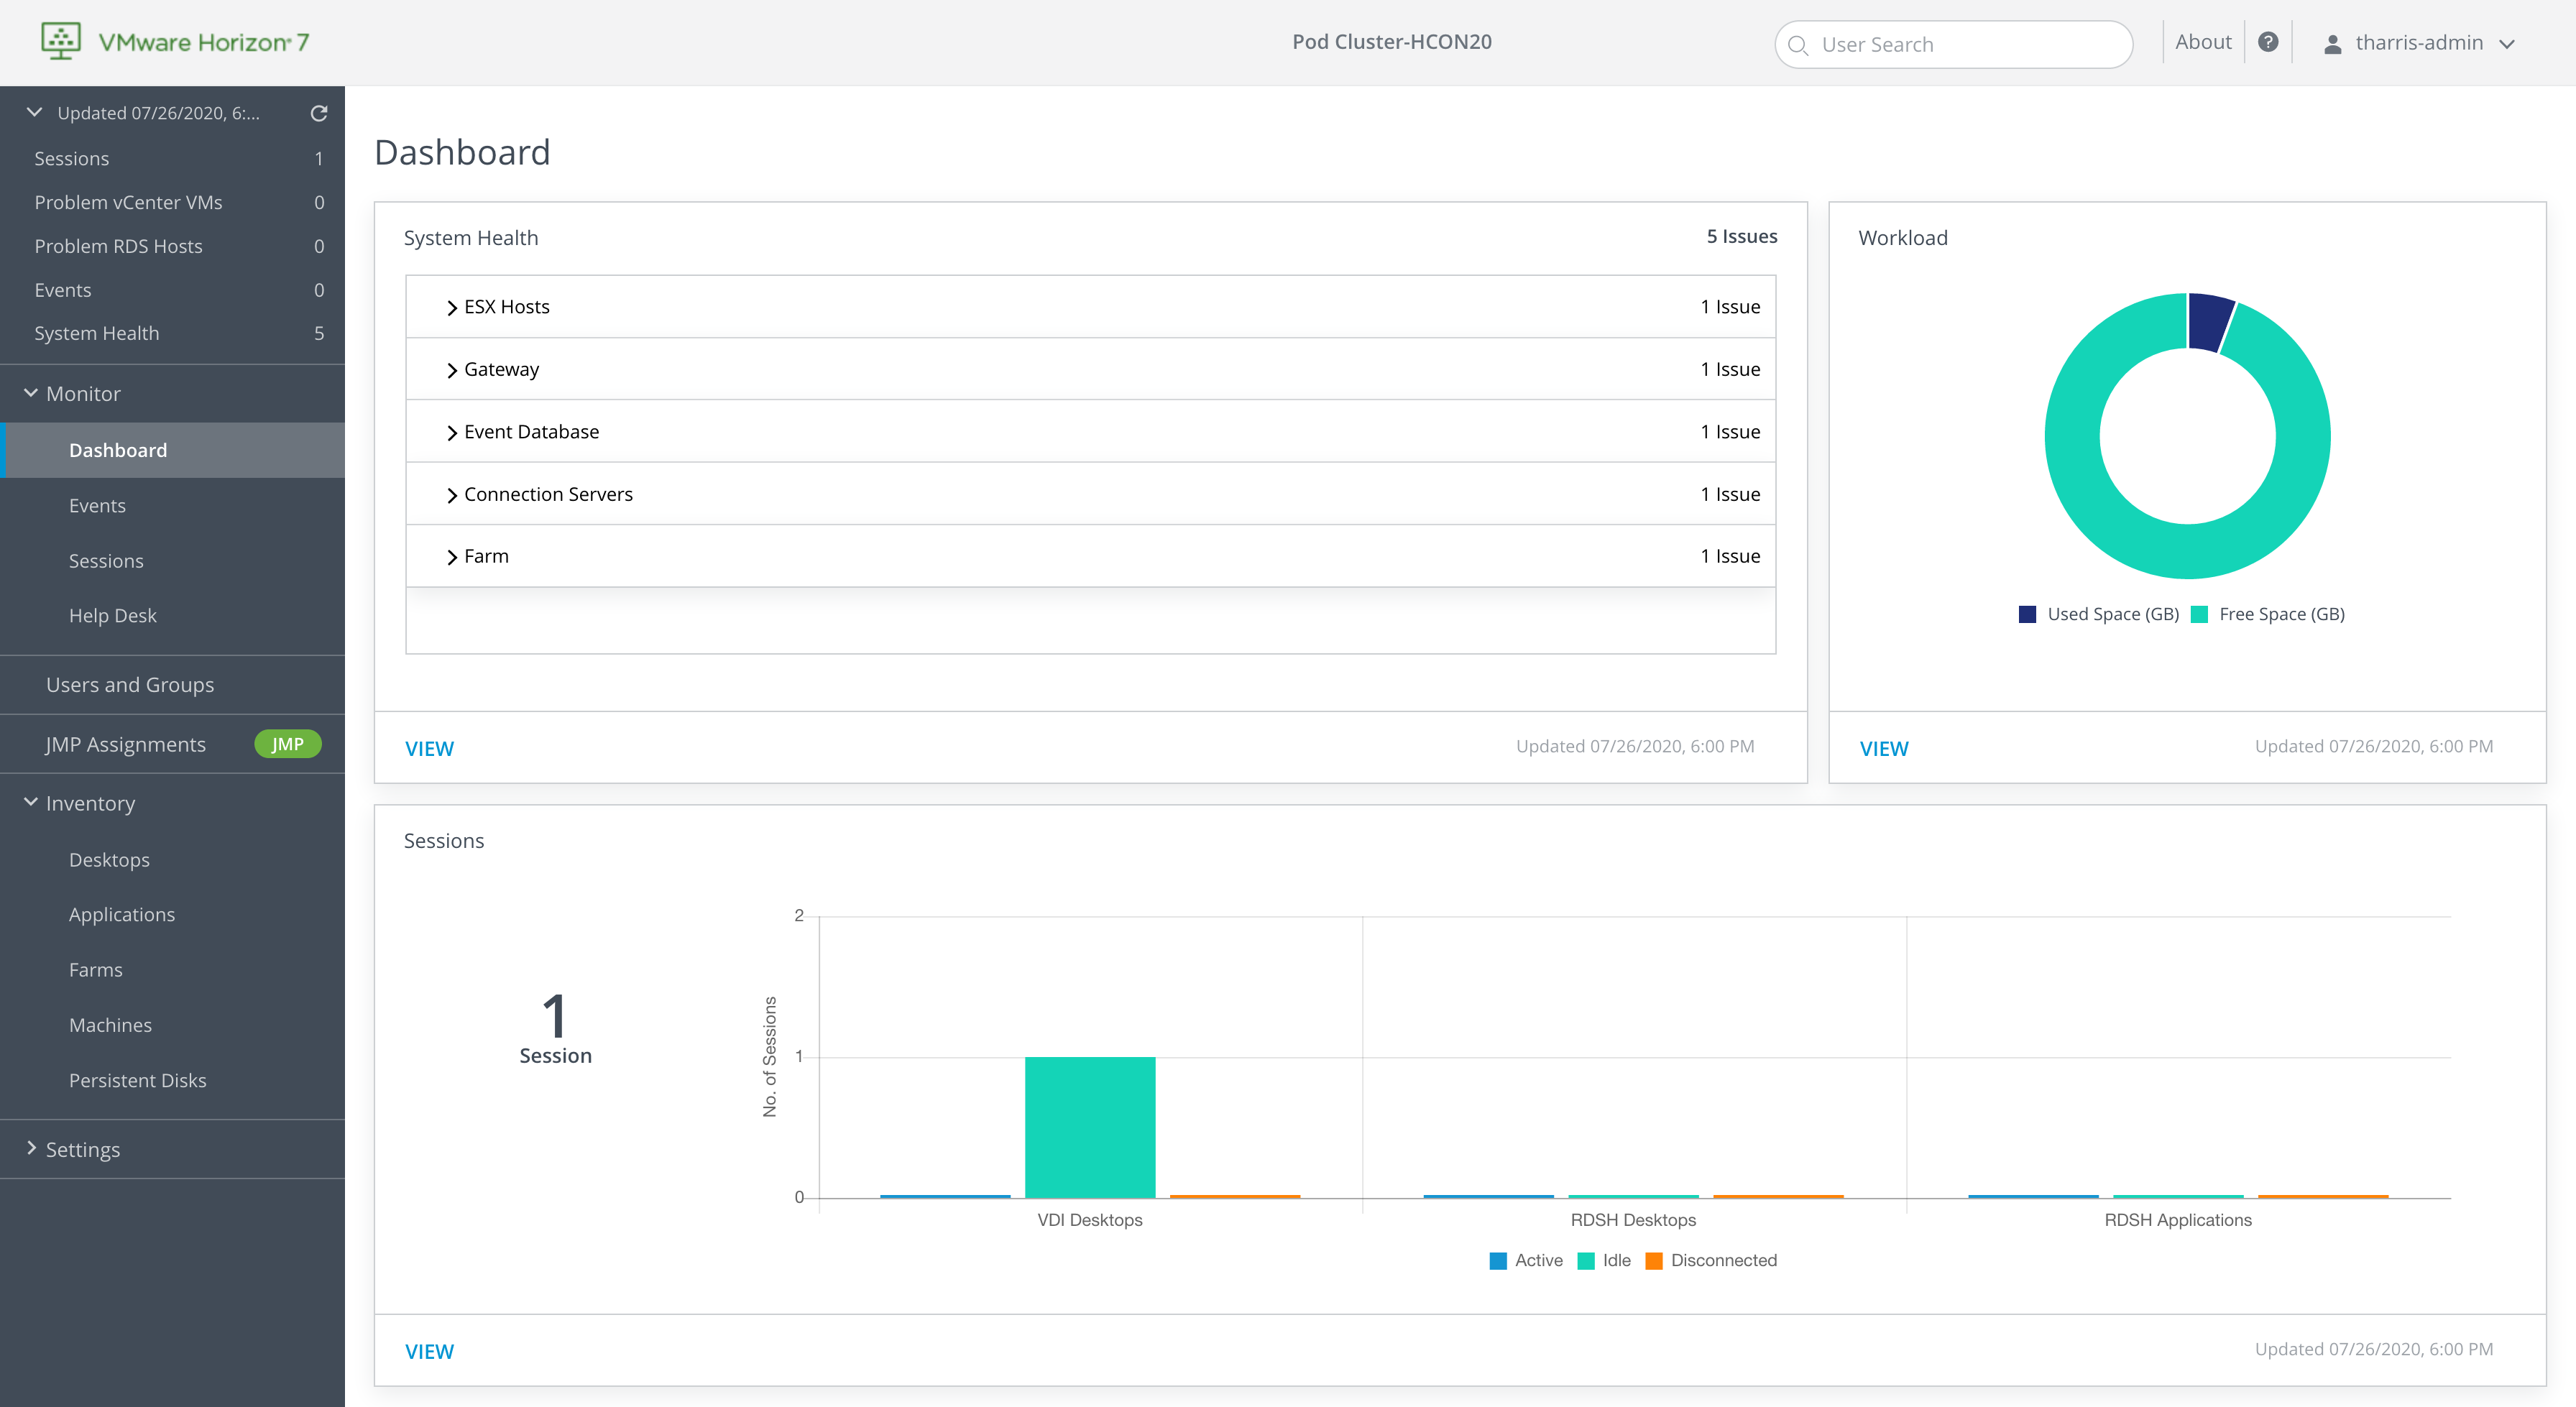 VMware Horizon® 7
Pod Cluster-HCON20
User Search
About
?
tharris-admin
Updated 07/26/2020, 6:...
Sessions 1
Problem vCenter VMs 0
Problem RDS Hosts 0
Events 0
System Health 5
Monitor
Dashboard
Events
Sessions
Help Desk
Users and Groups
JMP Assignments JMP
Inventory
Desktops
Applications
Farms
Machines
Persistent Disks
Settings
Dashboard
System Health 5 Issues
ESX Hosts 1 Issue
Gateway 1 Issue
Event Database 1 Issue
Connection Servers 1 Issue
Farm 1 Issue
VIEW Updated 07/26/2020, 6:00 PM
Workload
Used Space (GB) Free Space (GB)
VIEW Updated 07/26/2020, 6:00 PM
Sessions
1
Session
No. of Sessions
2
1
0
VDI Desktops RDSH Desktops RDSH Applications
Active Idle Disconnected
VIEW Updated 07/26/2020, 6:00 PM